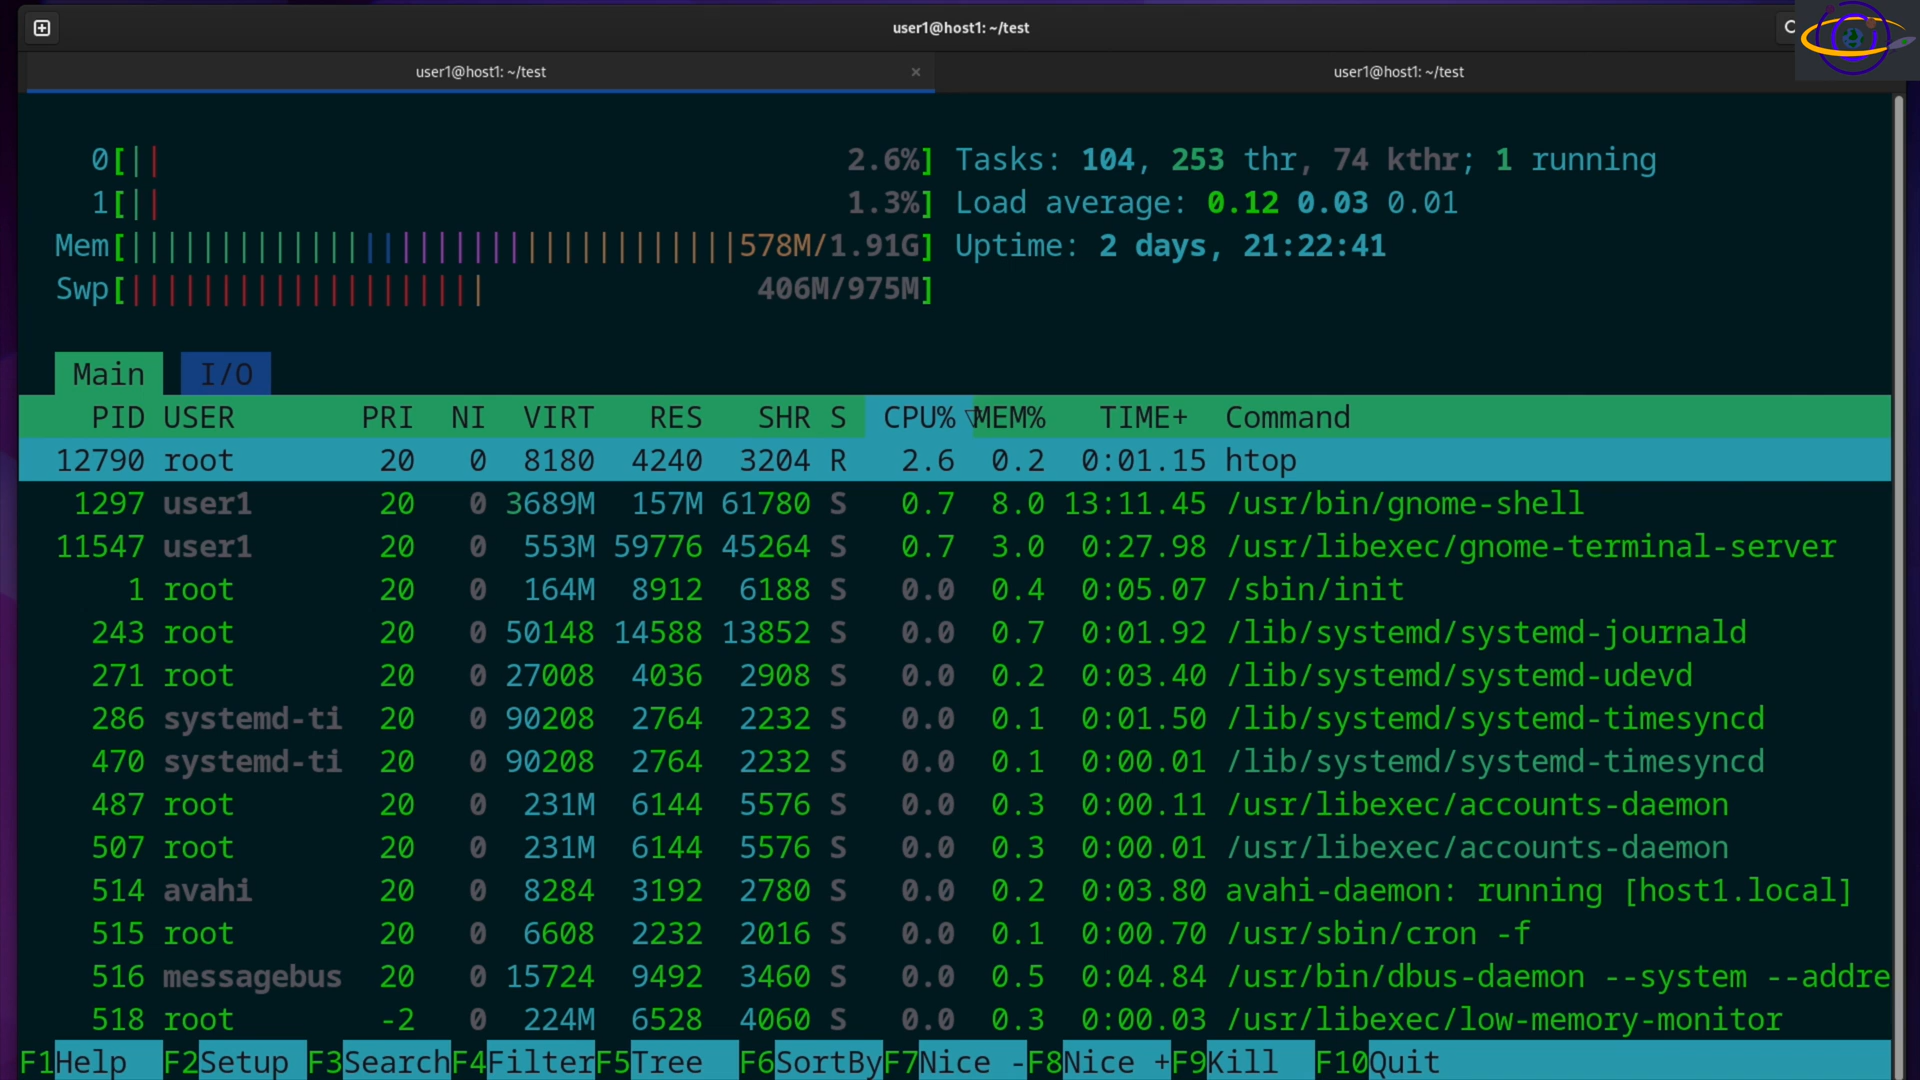 user1@host1: ~/test
user1@host1: ~/test × user1@host1: ~/test
0[|| 2.6%] Tasks: 104, 253 thr, 74 kthr; 1 running
1[|| 1.3%] Load average: 0.12 0.03 0.01
Mem[||||||||||||||||||||||||||||||||||578M/1.91G] Uptime: 2 days, 21:22:41
Swp[|||||||||||||||||||| 406M/975M]
Main I/O
PID USER PRI NI VIRT RES SHR S CPU%▽MEM% TIME+ Command
12790 root 20 0 8180 4240 3204 R 2.6 0.2 0:01.15 htop
1297 user1 20 0 3689M 157M 61780 S 0.7 8.0 13:11.45 /usr/bin/gnome-shell
11547 user1 20 0 553M 59776 45264 S 0.7 3.0 0:27.98 /usr/libexec/gnome-terminal-server
1 root 20 0 164M 8912 6188 S 0.0 0.4 0:05.07 /sbin/init
243 root 20 0 50148 14588 13852 S 0.0 0.7 0:01.92 /lib/systemd/systemd-journald
271 root 20 0 27008 4036 2908 S 0.0 0.2 0:03.40 /lib/systemd/systemd-udevd
286 systemd-ti 20 0 90208 2764 2232 S 0.0 0.1 0:01.50 /lib/systemd/systemd-timesyncd
470 systemd-ti 20 0 90208 2764 2232 S 0.0 0.1 0:00.01 /lib/systemd/systemd-timesyncd
487 root 20 0 231M 6144 5576 S 0.0 0.3 0:00.11 /usr/libexec/accounts-daemon
507 root 20 0 231M 6144 5576 S 0.0 0.3 0:00.01 /usr/libexec/accounts-daemon
514 avahi 20 0 8284 3192 2780 S 0.0 0.2 0:03.80 avahi-daemon: running [host1.local]
515 root 20 0 6608 2232 2016 S 0.0 0.1 0:00.70 /usr/sbin/cron -f
516 messagebus 20 0 15724 9492 3460 S 0.0 0.5 0:04.84 /usr/bin/dbus-daemon --system --addre
518 root -2 0 224M 6528 4060 S 0.0 0.3 0:00.03 /usr/libexec/low-memory-monitor
F1Help F2Setup F3SearchF4FilterF5Tree F6SortByF7Nice -F8Nice +F9Kill F10Quit